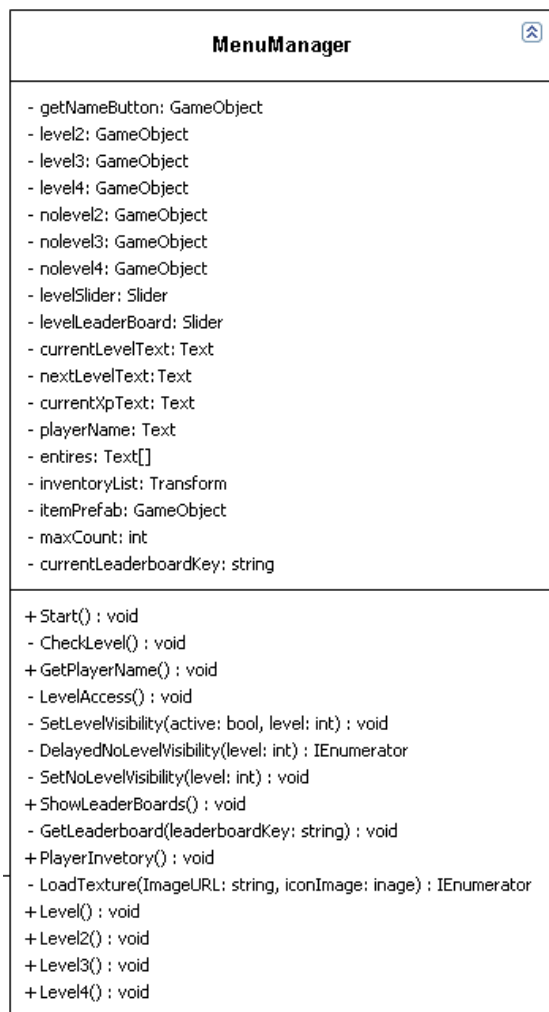 MenuManager
- getNameButton: GameObject
- level2: GameObject
- level3: GameObject
- level4: GameObject
- nolevel2: GameObject
- nolevel3: GameObject
- nolevel4: GameObject
- levelSlider: Slider
- levelLeaderBoard: Slider
- currentLevelText: Text
- nextLevelText: Text
- currentXpText: Text
- playerName: Text
- entires: Text[]
- inventoryList: Transform
- itemPrefab: GameObject
- maxCount: int
- currentLeaderboardKey: string
+ Start() : void
- CheckLevel() : void
+ GetPlayerName() : void
- LevelAccess() : void
- SetLevelVisibility(active: bool, level: int) : void
- DelayedNoLevelVisibility(level: int) : IEnumerator
- SetNoLevelVisibility(level: int) : void
+ ShowLeaderBoards() : void
- GetLeaderboard(leaderboardKey: string) : void
+ PlayerInvetory() : void
- LoadTexture(ImageURL: string, iconImage: inage) : IEnumerator
+ Level() : void
+ Level2() : void
+ Level3() : void
+ Level4() : void